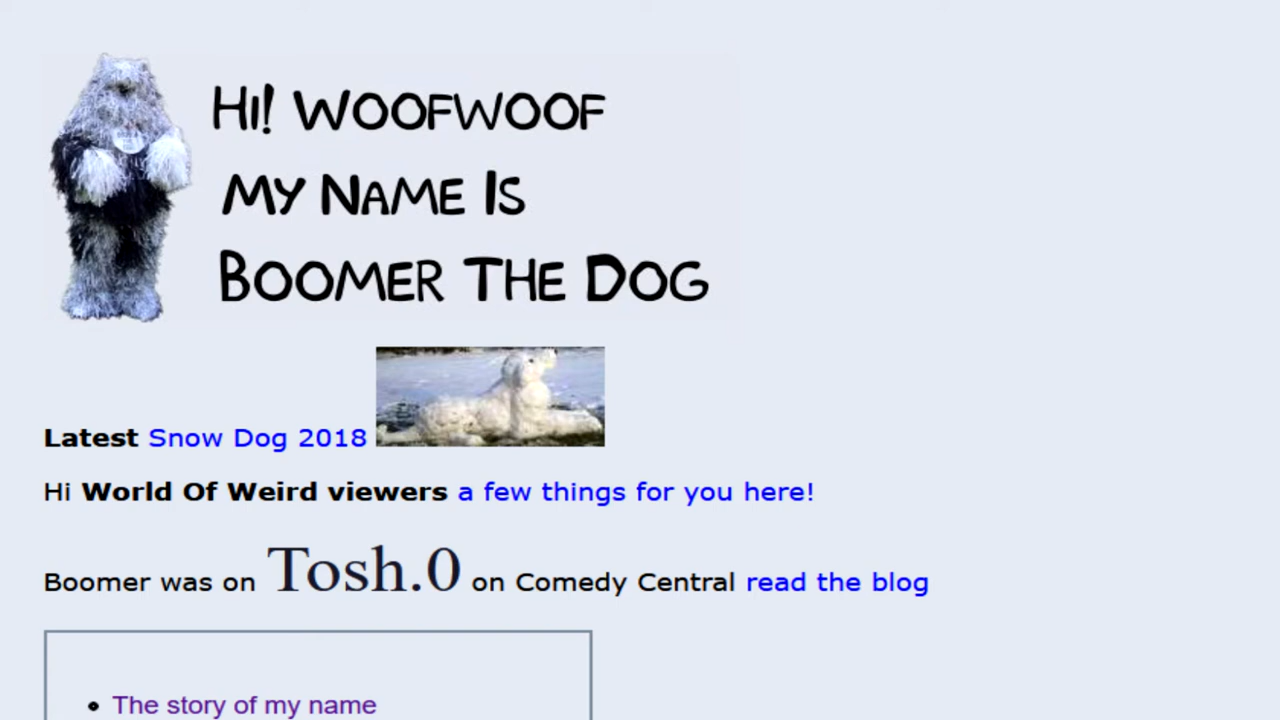 Hi! WOOFWOOF
MY NAME IS
BOOMER THE DOG
Latest Snow Dog 2018
Hi World Of Weird viewers a few things for you here!
Boomer was on Tosh.0 on Comedy Central read the blog
The story of my name